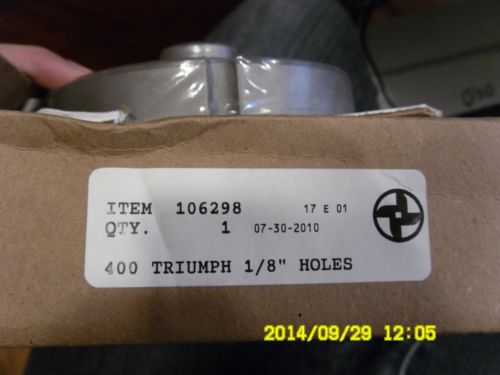 ITEM 106298 17 E 01
QTY. 1 07-30-2010
400 TRIUMPH 1/8" HOLES
2014/09/29 12:05